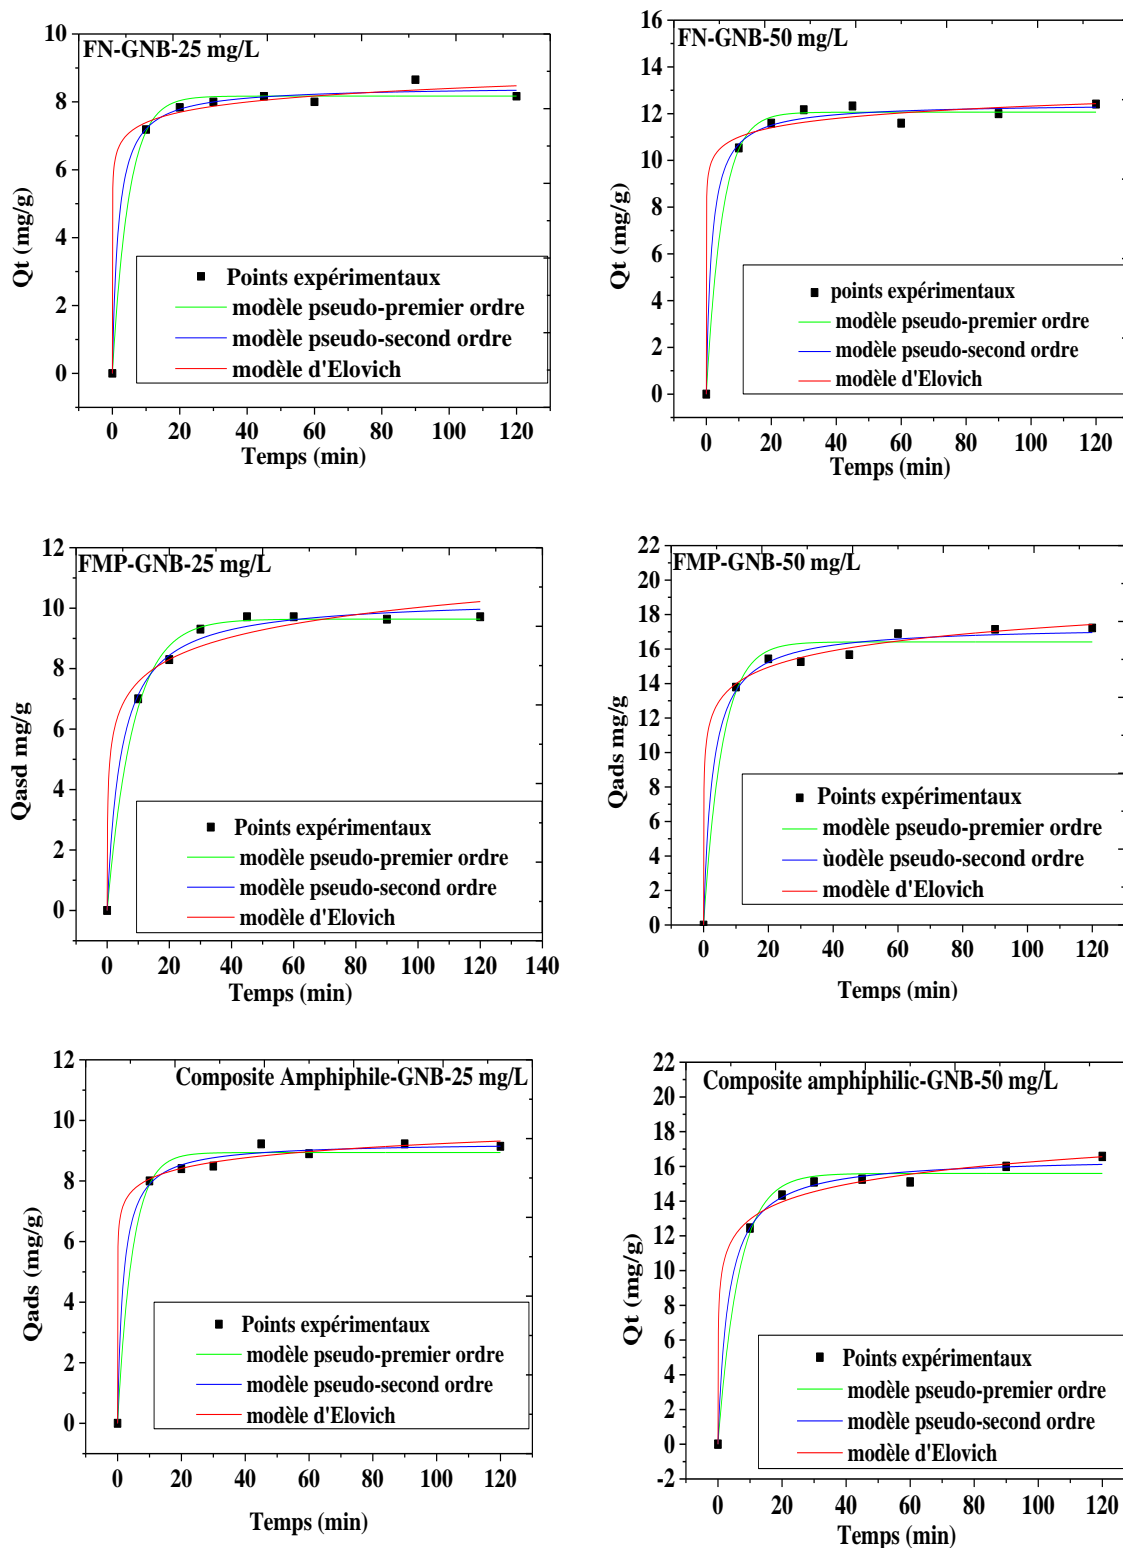 FN-GNB-25 mg/L
10
8
6
4
2
0
Qt (mg/g)
Points expérimentaux
modèle pseudo-premier ordre
modèle pseudo-second ordre
modèle d'Elovich
0 20 40 60 80 100 120
Temps (min)
FN-GNB-50 mg/L
16
14
12
10
8
6
4
2
0
Qt (mg/g)
points expérimentaux
modèle pseudo-premier ordre
modèle pseudo-second ordre
modèle d'Elovich
0 20 40 60 80 100 120
Temps (min)
FMP-GNB-25 mg/L
12
10
8
6
4
2
0
Qasd mg/g
Points expérimentaux
modèle pseudo-premier ordre
modèle pseudo-second ordre
modèle d'Elovich
0 20 40 60 80 100 120 140
Temps (min)
FMP-GNB-50 mg/L
22
20
18
16
14
12
10
8
6
4
2
0
Qads mg/g
Points expérimentaux
modèle pseudo-premier ordre
ùodèle pseudo-second ordre
modèle d'Elovich
0 20 40 60 80 100 120
Temps (min)
Composite Amphiphile-GNB-25 mg/L
12
10
8
6
4
2
0
Qads (mg/g)
Points expérimentaux
modèle pseudo-premier ordre
modèle pseudo-second ordre
modèle d'Elovich
0 20 40 60 80 100 120
Temps (min)
Composite amphiphilic-GNB-50 mg/L
22
20
18
16
14
12
10
8
6
4
2
0
-2
Qt (mg/g)
Points expérimentaux
modèle pseudo-premier ordre
modèle pseudo-second ordre
modèle d'Elovich
0 20 40 60 80 100 120
Temps (min)